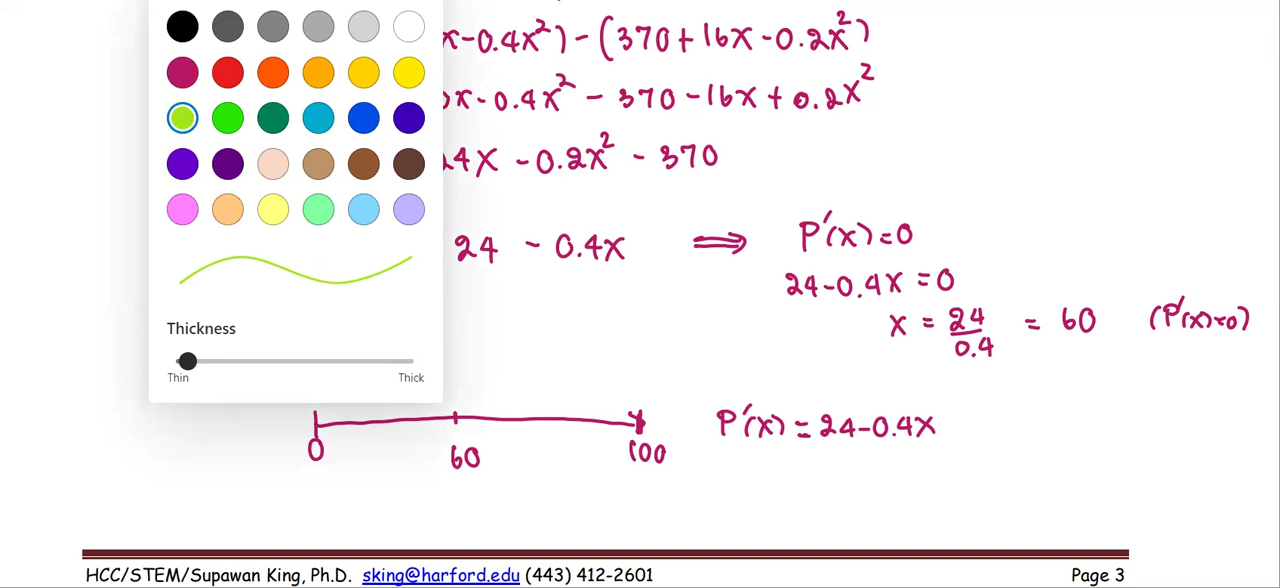 x-0.4x²) - (370+16x-0.2x²)
x-0.4x² - 370-16x+0.2x²
24x -0.2x² - 370
24 - 0.4x ⟹ P′(x)=0
24-0.4x=0
x = 24/0.4 = 60 (P′(x)=0)
Thickness
Thin Thick
0 60 100 P′(x)=24-0.4x
HCC/STEM/Supawan King, Ph.D. sking@harford.edu (443) 412-2601 Page 3